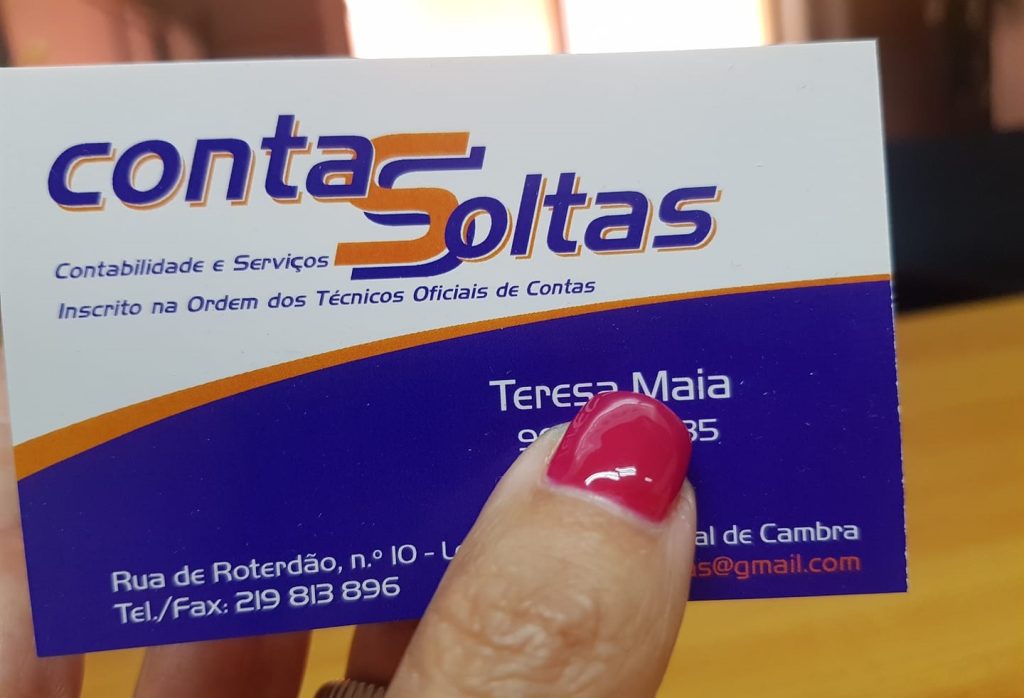 contaSoltas
Contabilidade e Serviços
Inscrito na Ordem dos Técnicos Oficiais de Contas
Teresa Maia
Rua de Roterdão, n.º 10 - de Cambra
Tel./Fax: 219 813 896
@gmail.com